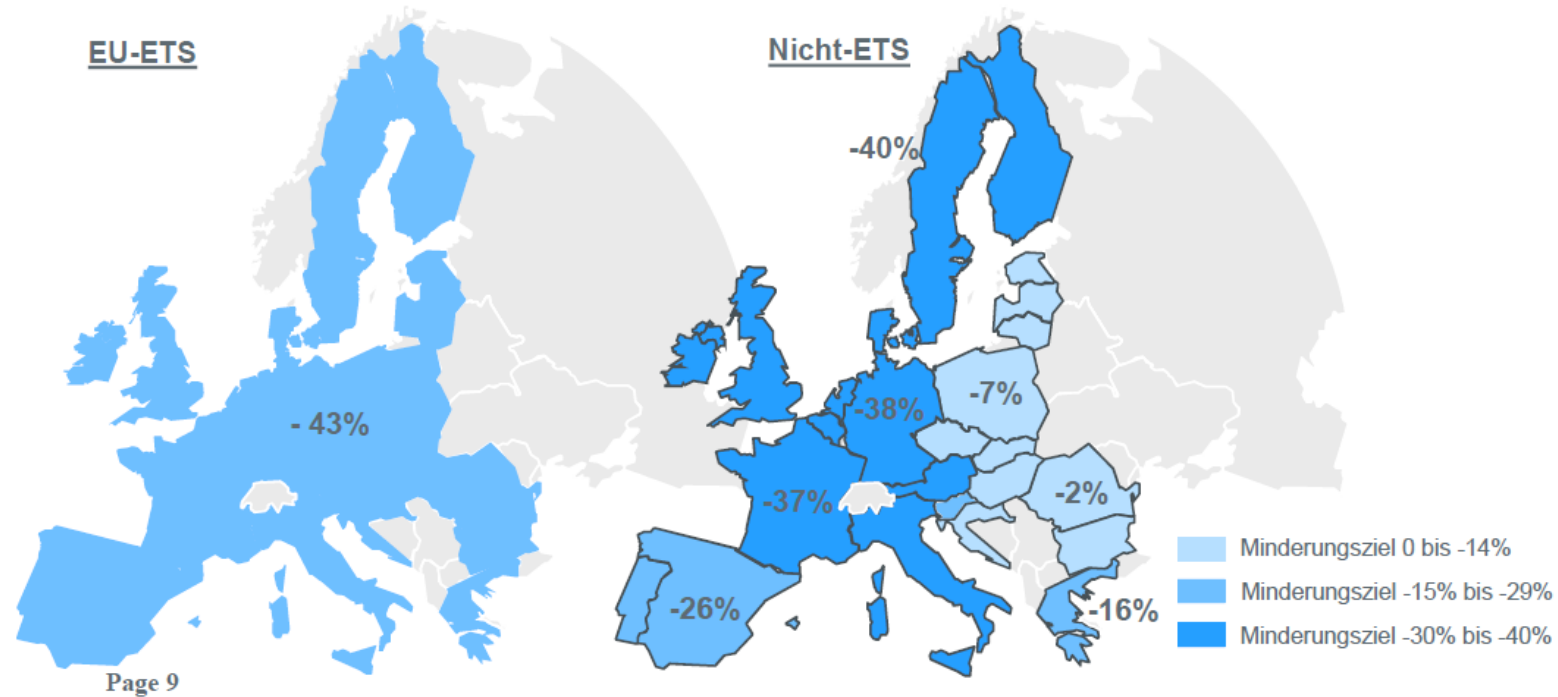 EU-ETS
Nicht-ETS
-40%
- 43%
-38%
-7%
-37%
-2%
-26%
-16%
Minderungsziel 0 bis -14%
Minderungsziel -15% bis -29%
Minderungsziel -30% bis -40%
Page 9